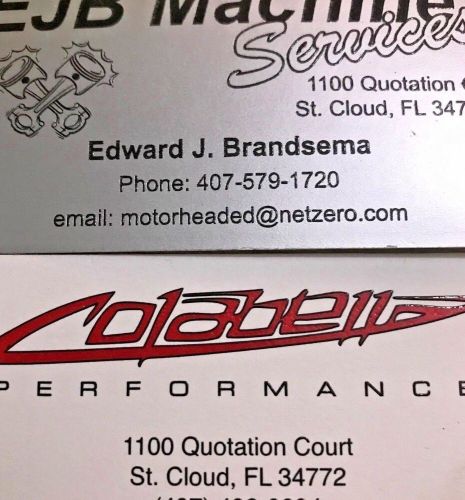 EJB Machine
Services
1100 Quotation
St. Cloud, FL 347
Edward J. Brandsema
Phone: 407-579-1720
email: motorheaded@netzero.com
Colabella
PERFORMANCE
1100 Quotation Court
St. Cloud, FL 34772